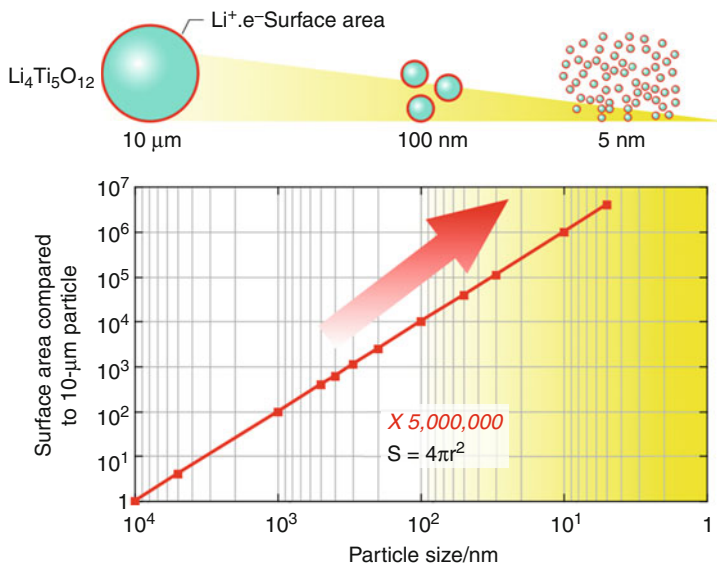 Li⁺.e⁻Surface area
Li₄Ti₅O₁₂
10 μm
100 nm
5 nm
Surface area compared
to 10-μm particle
10⁷
10⁶
10⁵
10⁴
10³
10²
10¹
1
X 5,000,000
S = 4πr²
10⁴
10³
10²
10¹
1
Particle size/nm